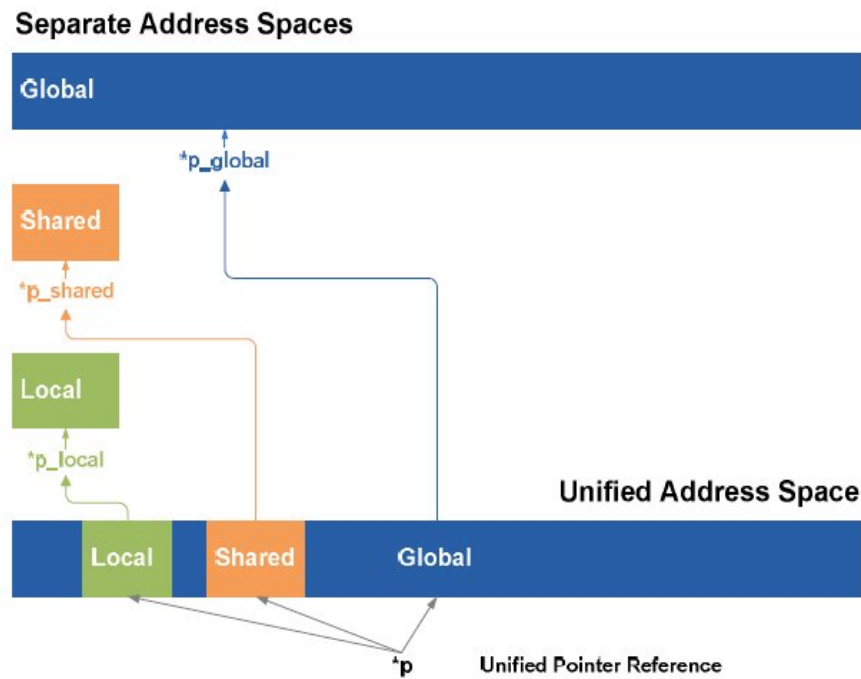 Separate Address Spaces
Global
*p_global
Shared
*p_shared
Local
*p_local
Unified Address Space
Local Shared Global
*p Unified Pointer Reference